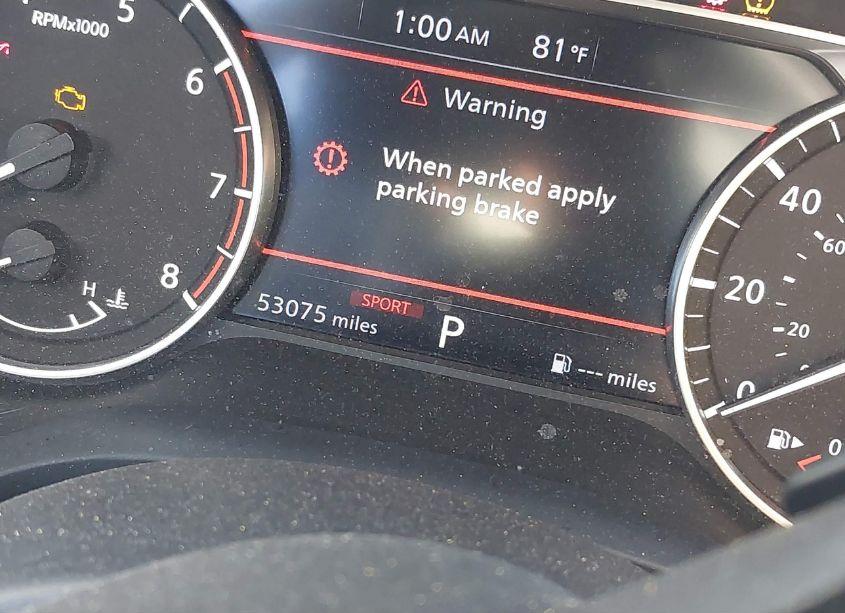 5
RPMx1000
1:00 AM 81°F
6
Warning
When parked apply
parking brake
7
40
60
8
H
20
20
53075 miles
SPORT
P
--- miles
0
0